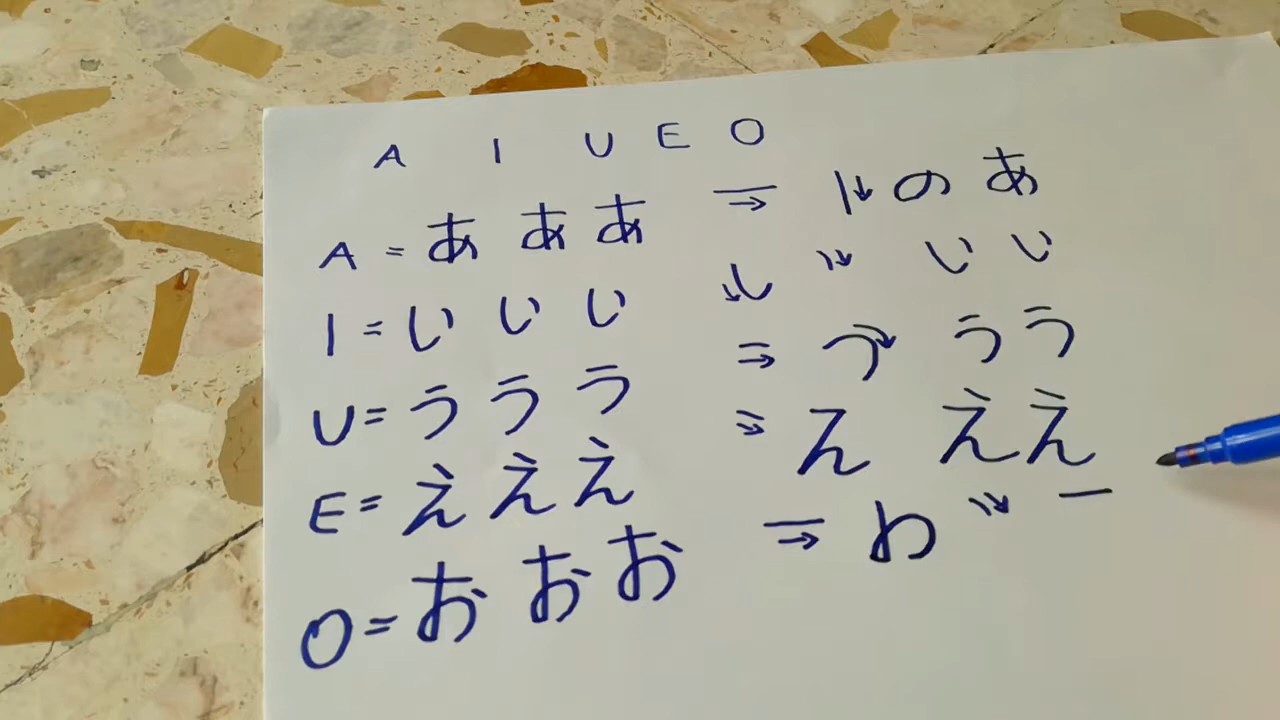 A I U E O
A = あ あ あ の あ
I = い い い い い
U = う う う う う
E = え え え え え
O = お お お